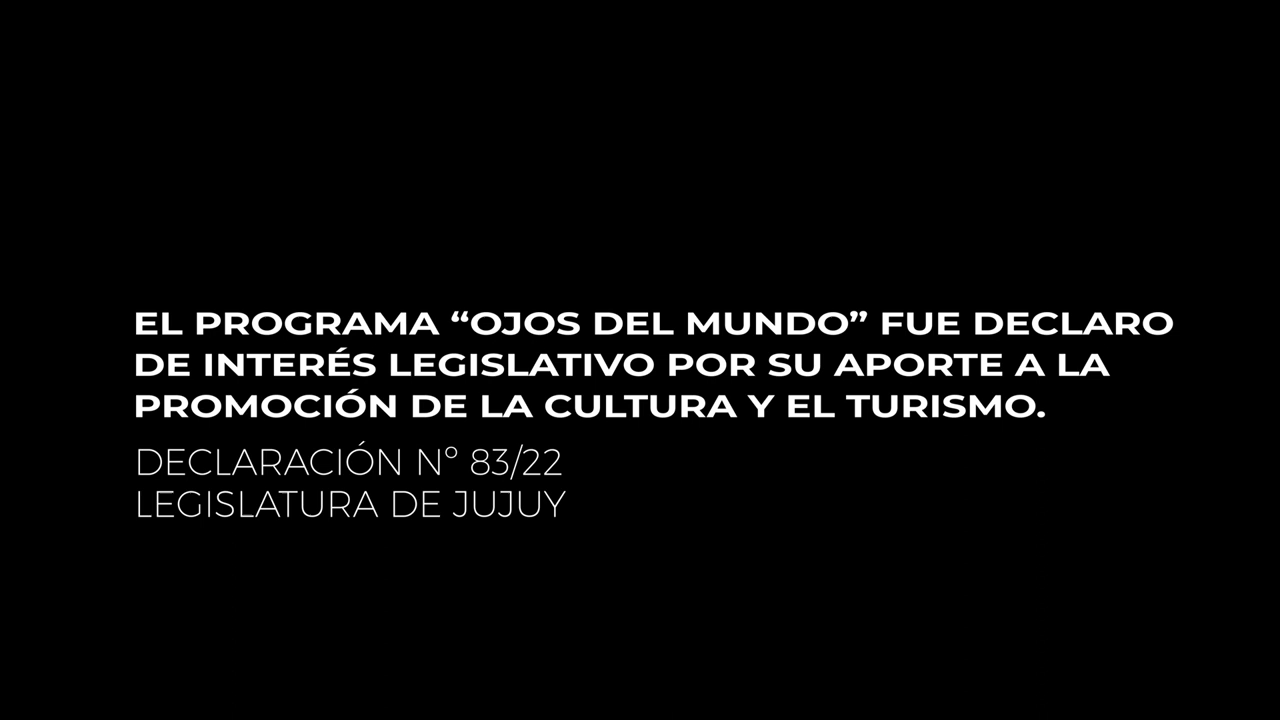 EL PROGRAMA “OJOS DEL MUNDO” FUE DECLARO
DE INTERÉS LEGISLATIVO POR SU APORTE A LA
PROMOCIÓN DE LA CULTURA Y EL TURISMO.
DECLARACIÓN Nº 83/22
LEGISLATURA DE JUJUY